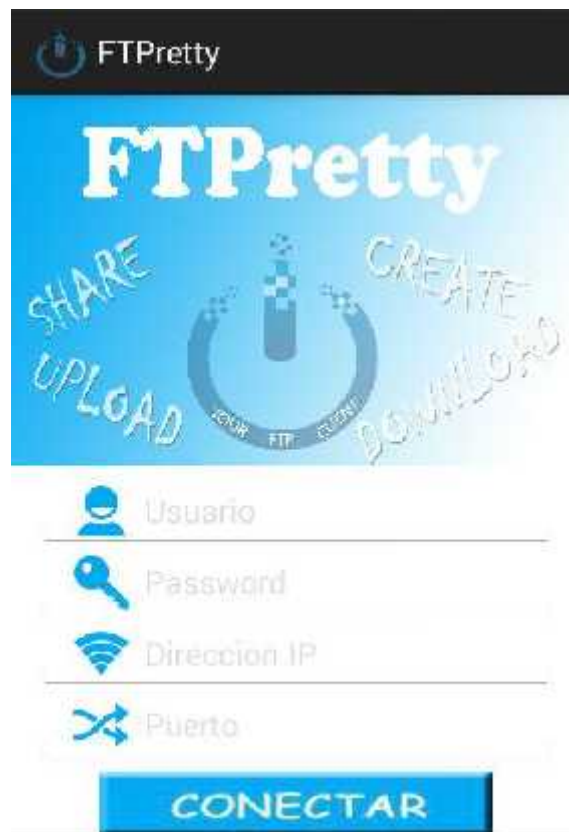 FTPretty
FTPretty
SHARE
CREATE
UPLOAD
DOWNLOAD
YOUR FTP CLIENT
Usuario
Password
Direccion IP
Puerto
CONECTAR